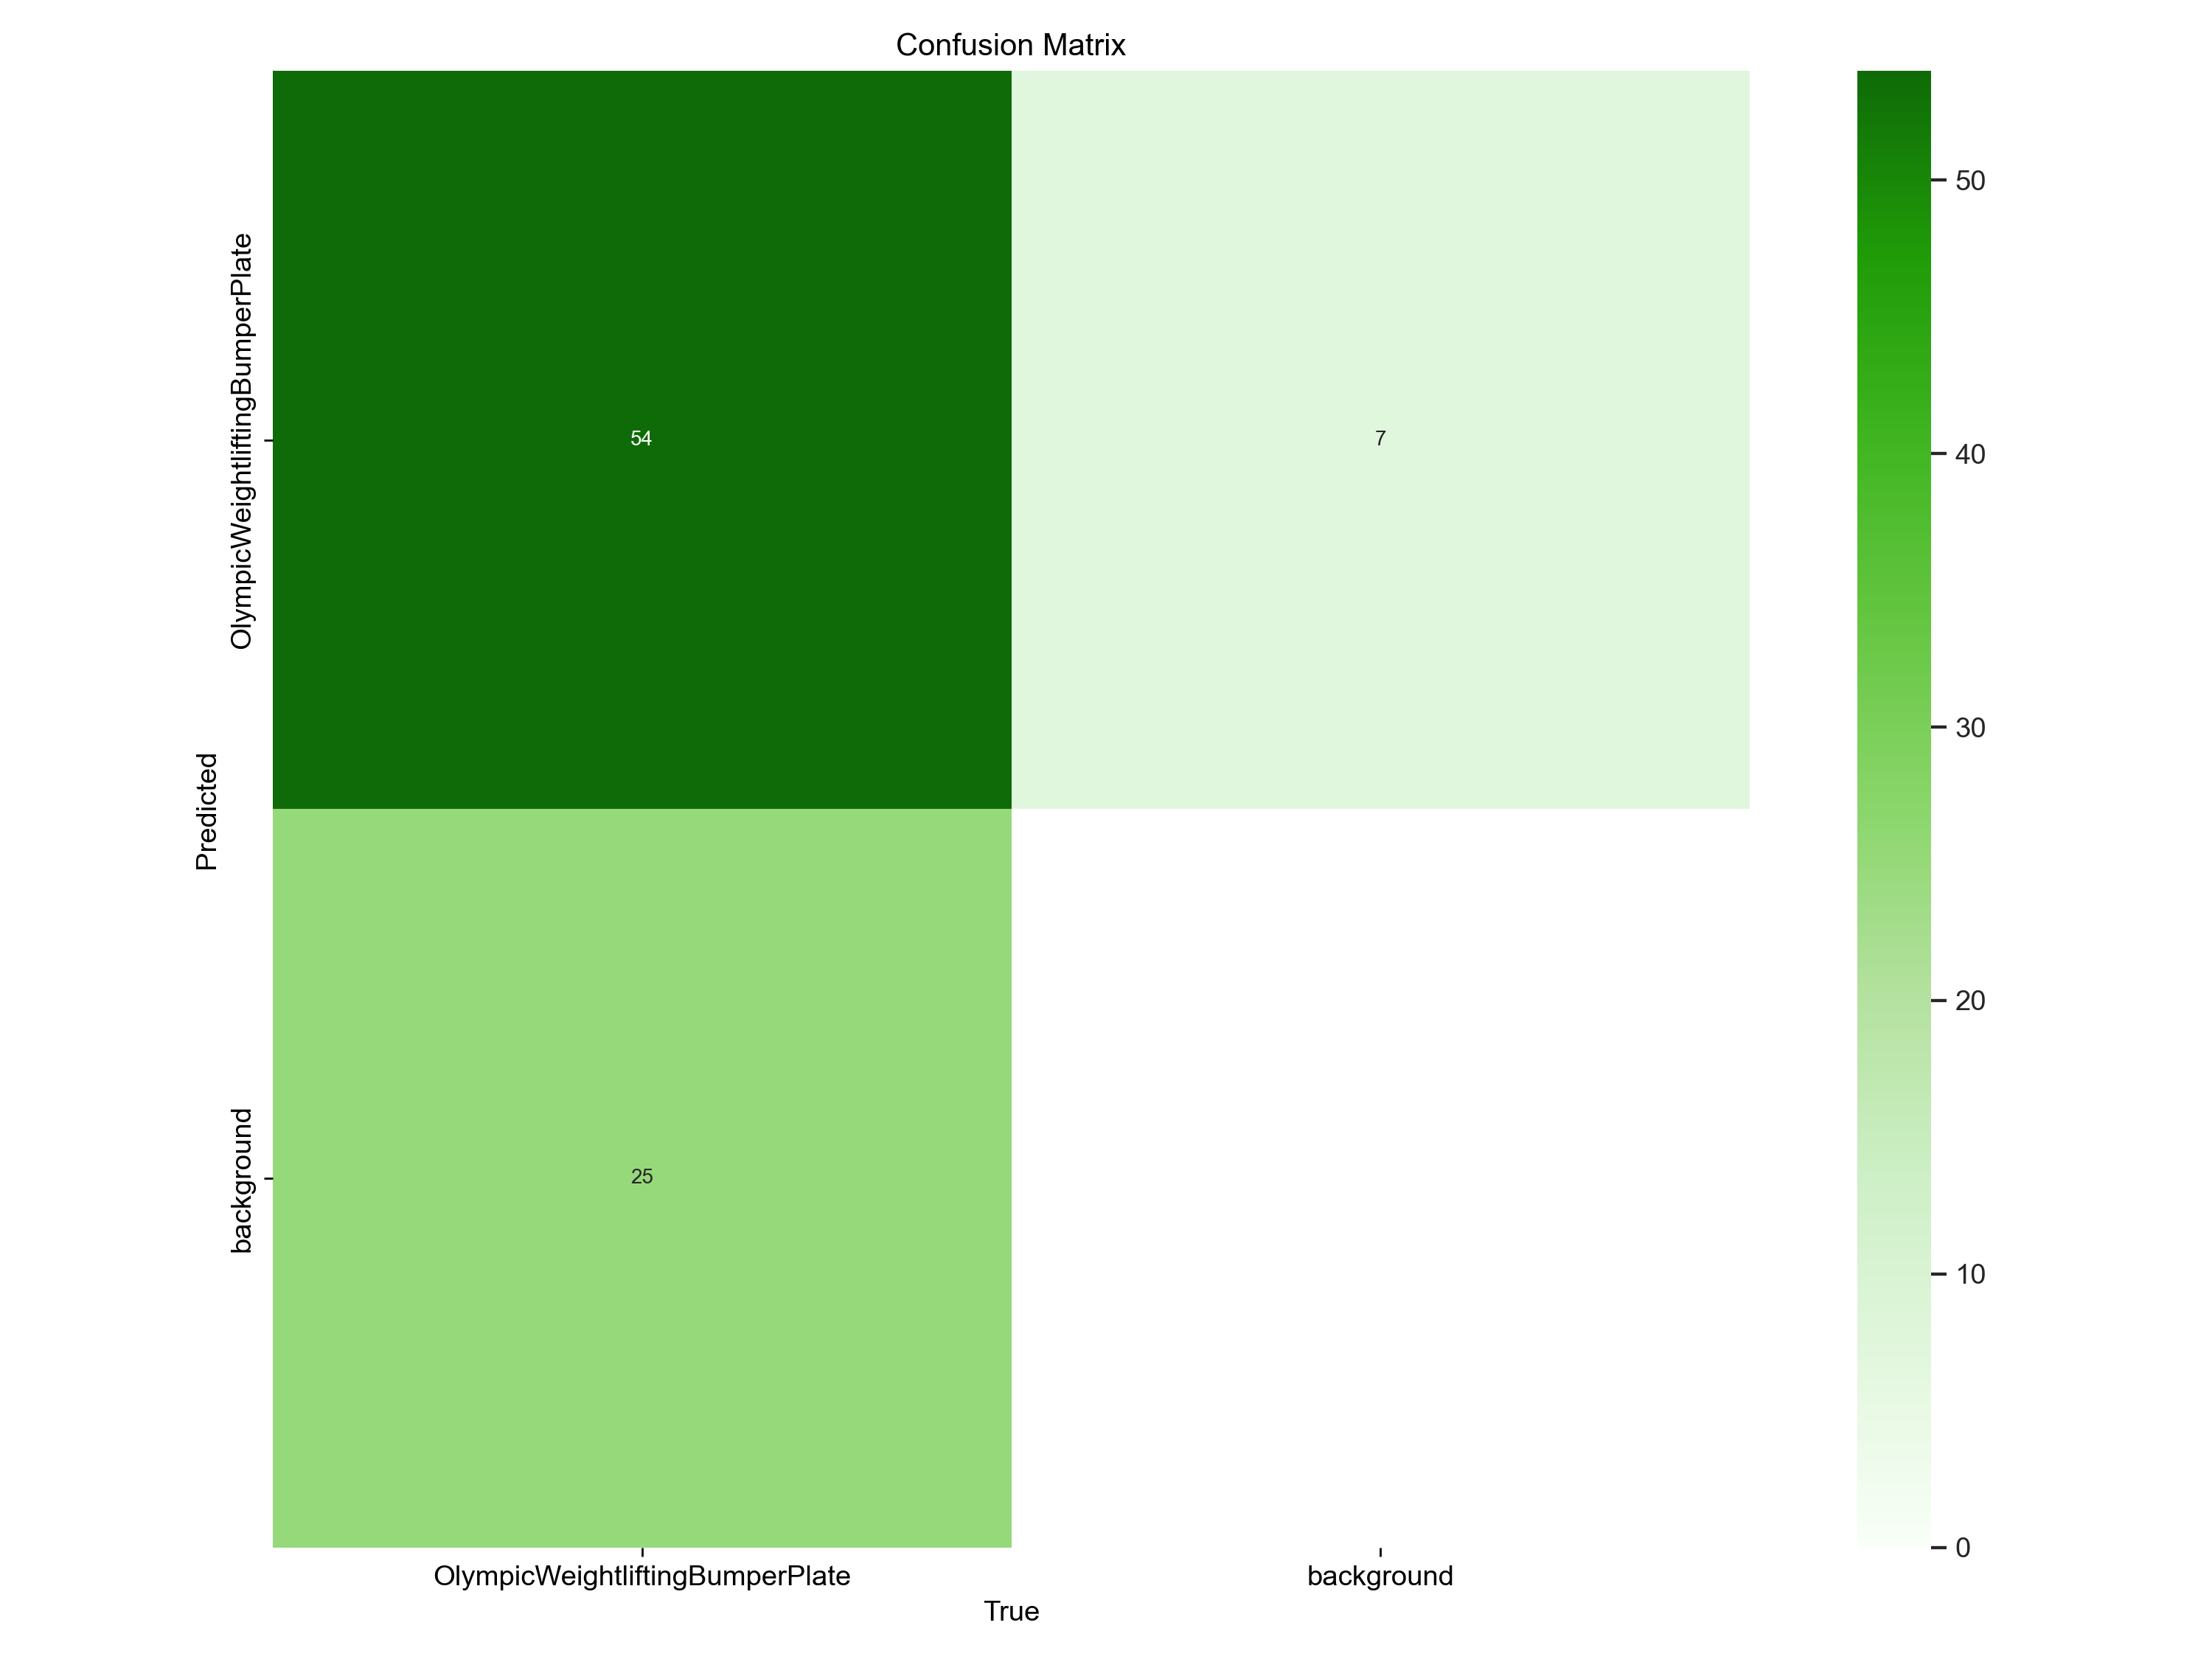 Confusion Matrix
OlympicWeightliftingBumperPlate
background
Predicted
54
7
25
OlympicWeightliftingBumperPlate
background
True
50
40
30
20
10
0